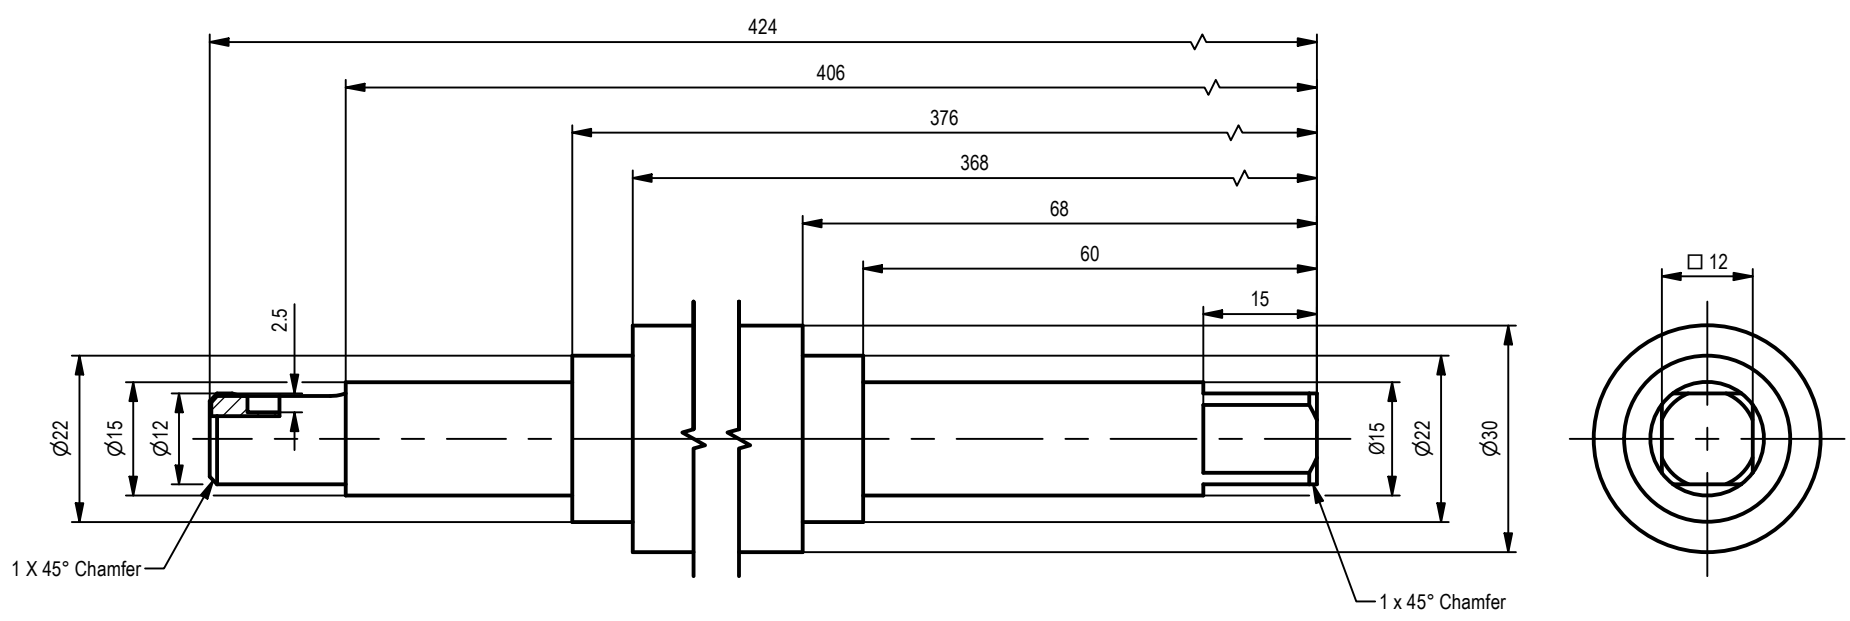 424
406
376
368
68
60
□ 12
15
2.5
Ø22
Ø15
Ø12
Ø15
Ø22
Ø30
1 X 45° Chamfer
1 x 45° Chamfer